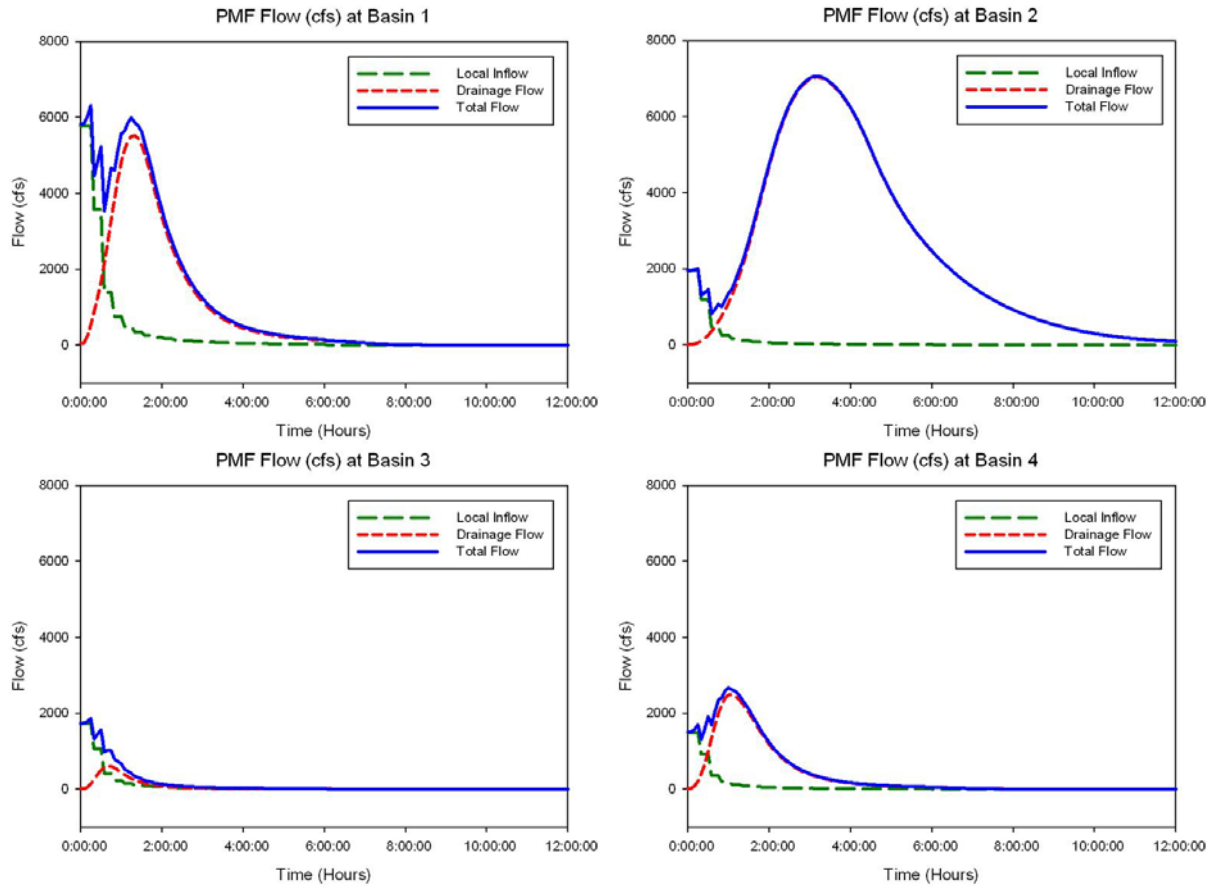 PMF Flow (cfs) at Basin 1
8000
6000
4000
2000
0
Flow (cfs)
Local Inflow
Drainage Flow
Total Flow
0:00:00 2:00:00 4:00:00 6:00:00 8:00:00 10:00:00 12:00:00
Time (Hours)
PMF Flow (cfs) at Basin 2
8000
6000
4000
2000
0
Flow (cfs)
Local Inflow
Drainage Flow
Total Flow
0:00:00 2:00:00 4:00:00 6:00:00 8:00:00 10:00:00 12:00:00
Time (Hours)
PMF Flow (cfs) at Basin 3
8000
6000
4000
2000
0
Flow (cfs)
Local Inflow
Drainage Flow
Total Flow
0:00:00 2:00:00 4:00:00 6:00:00 8:00:00 10:00:00 12:00:00
Time (Hours)
PMF Flow (cfs) at Basin 4
8000
6000
4000
2000
0
Flow (cfs)
Local Inflow
Drainage Flow
Total Flow
0:00:00 2:00:00 4:00:00 6:00:00 8:00:00 10:00:00 12:00:00
Time (Hours)